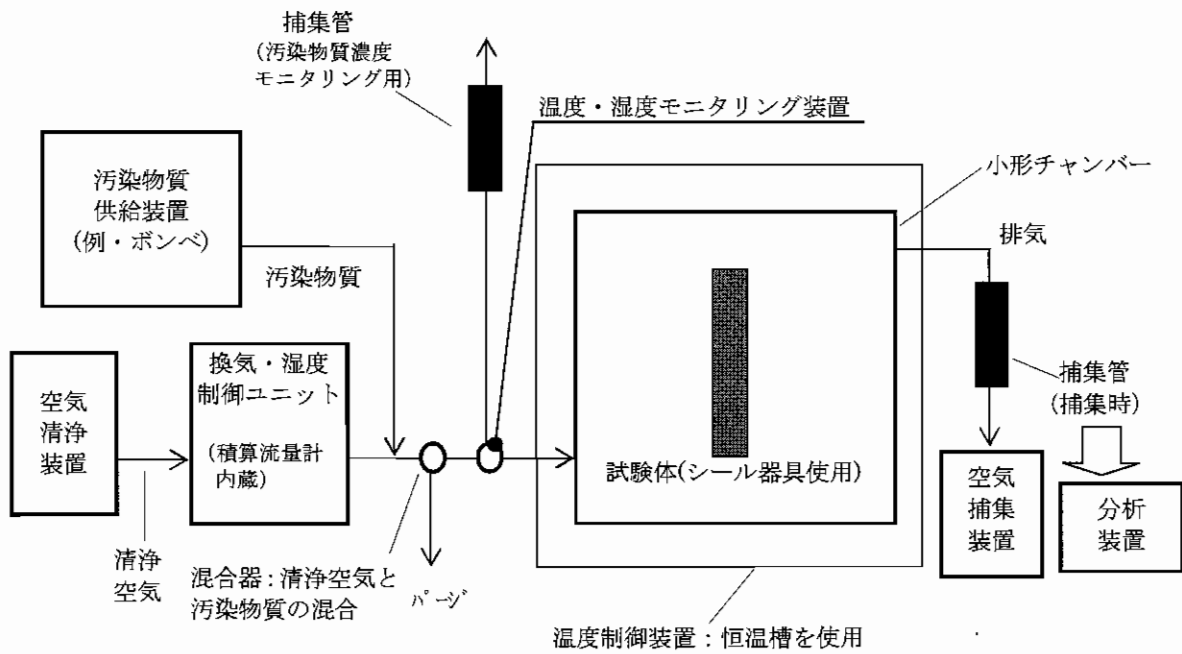 捕集管
(汚染物質濃度
モニタリング用)
温度・湿度モニタリング装置
小形チャンバー
汚染物質
供給装置
(例・ボンベ)
汚染物質
排気
換気・湿度
制御ユニット
(積算流量計
内蔵)
空気
清浄
装置
捕集管
(捕集時)
試験体(シール器具使用)
空気
捕集
装置
分析
装置
清浄
空気
混合器:清浄空気と
汚染物質の混合
パージ
温度制御装置:恒温槽を使用